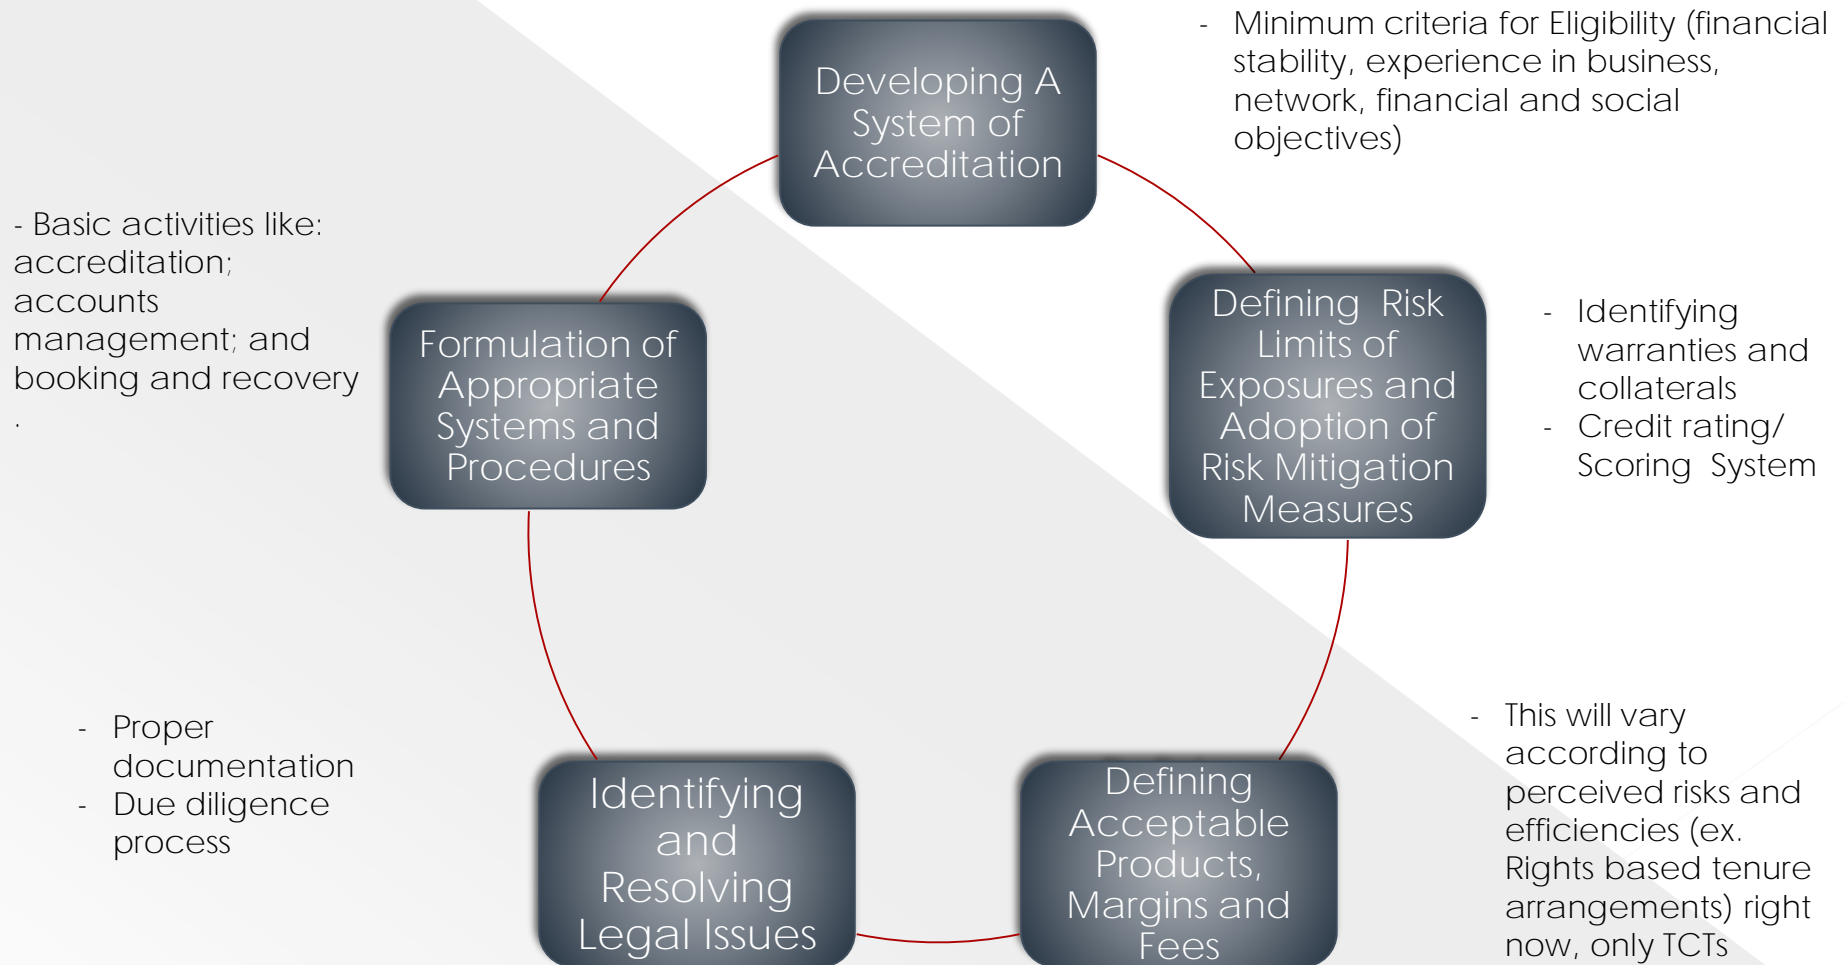 Developing A
System of
Accreditation
- Minimum criteria for Eligibility (financial
stability, experience in business,
network, financial and social
objectives)
Defining Risk
Limits of
Exposures and
Adoption of
Risk Mitigation
Measures
- Identifying
warranties and
collaterals
- Credit rating/
Scoring System
Defining
Acceptable
Products,
Margins and
Fees
- This will vary
according to
perceived risks and
efficiencies (ex.
Rights based tenure
arrangements) right
now, only TCTs
Identifying
and
Resolving
Legal Issues
- Proper
documentation
- Due diligence
process
Formulation of
Appropriate
Systems and
Procedures
- Basic activities like:
accreditation;
accounts
management; and
booking and recovery
.